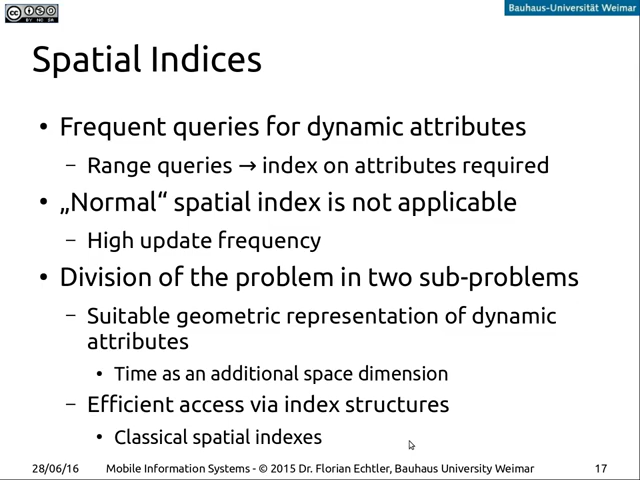 Bauhaus-Universität Weimar
Spatial Indices
• Frequent queries for dynamic attributes
– Range queries → index on attributes required
• „Normal“ spatial index is not applicable
– High update frequency
• Division of the problem in two sub-problems
– Suitable geometric representation of dynamic
attributes
• Time as an additional space dimension
– Efficient access via index structures
• Classical spatial indexes
28/06/16 Mobile Information Systems - © 2015 Dr. Florian Echtler, Bauhaus University Weimar 17